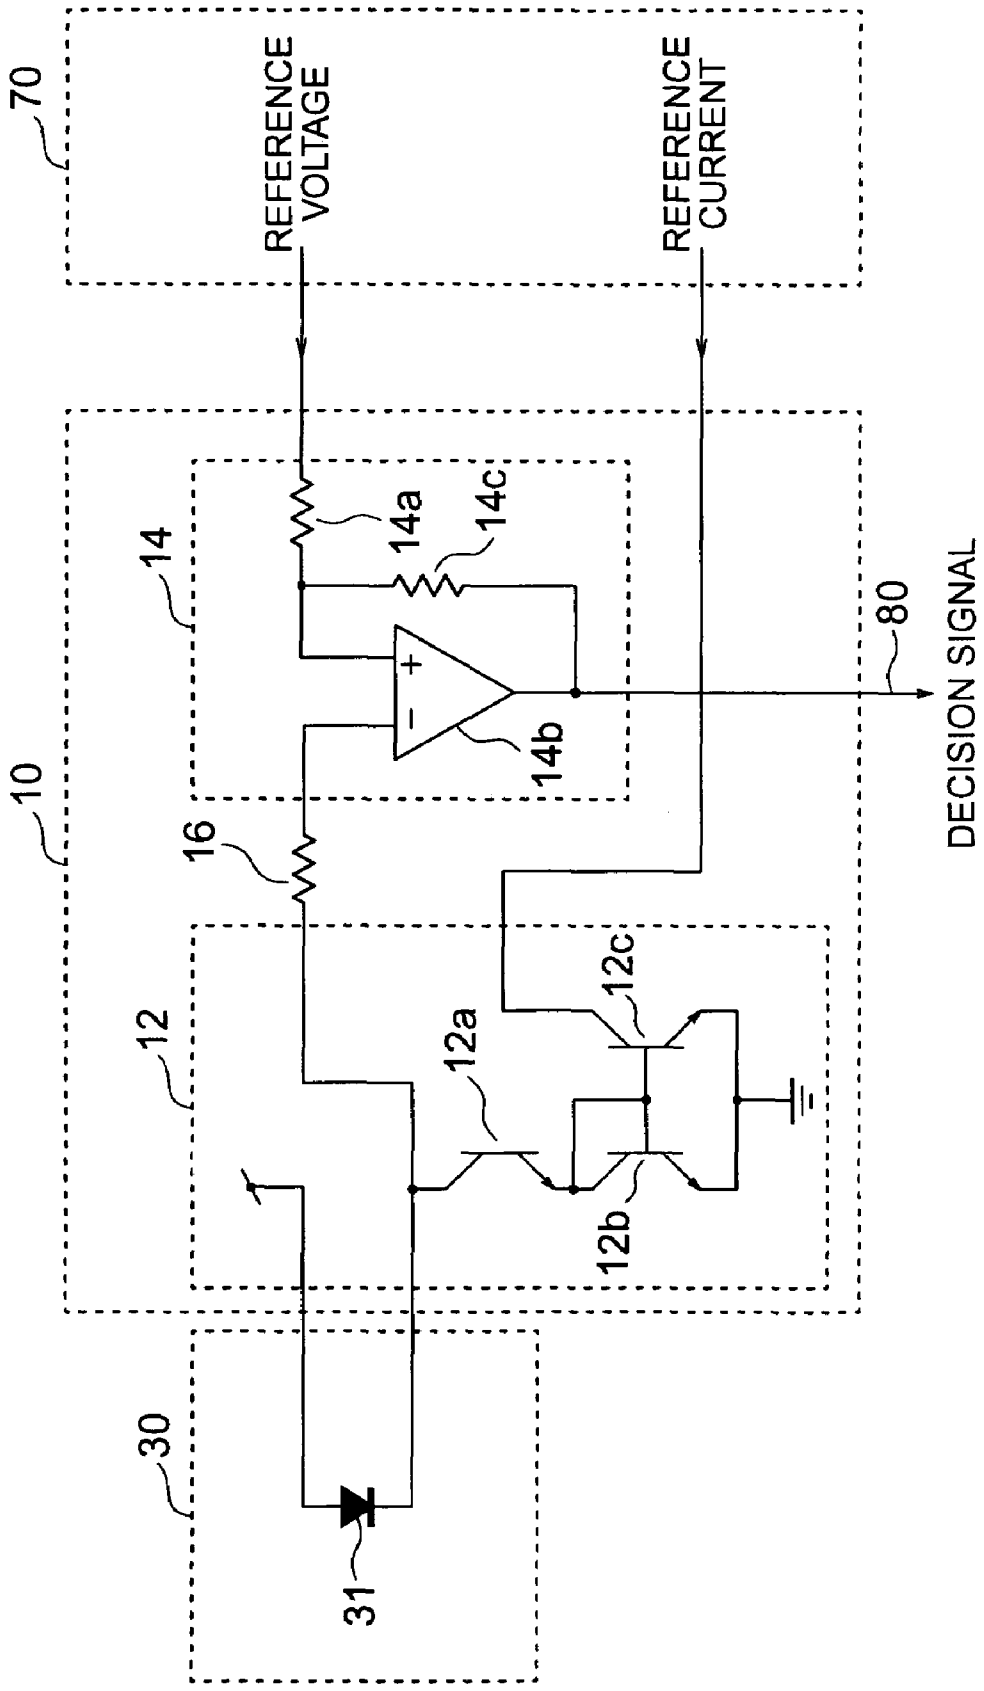 70
REFERENCE
VOLTAGE
REFERENCE
CURRENT
10
14
14a
14c
+
−
14b
16
12
12a
12c
12b
80
DECISION SIGNAL
30
31